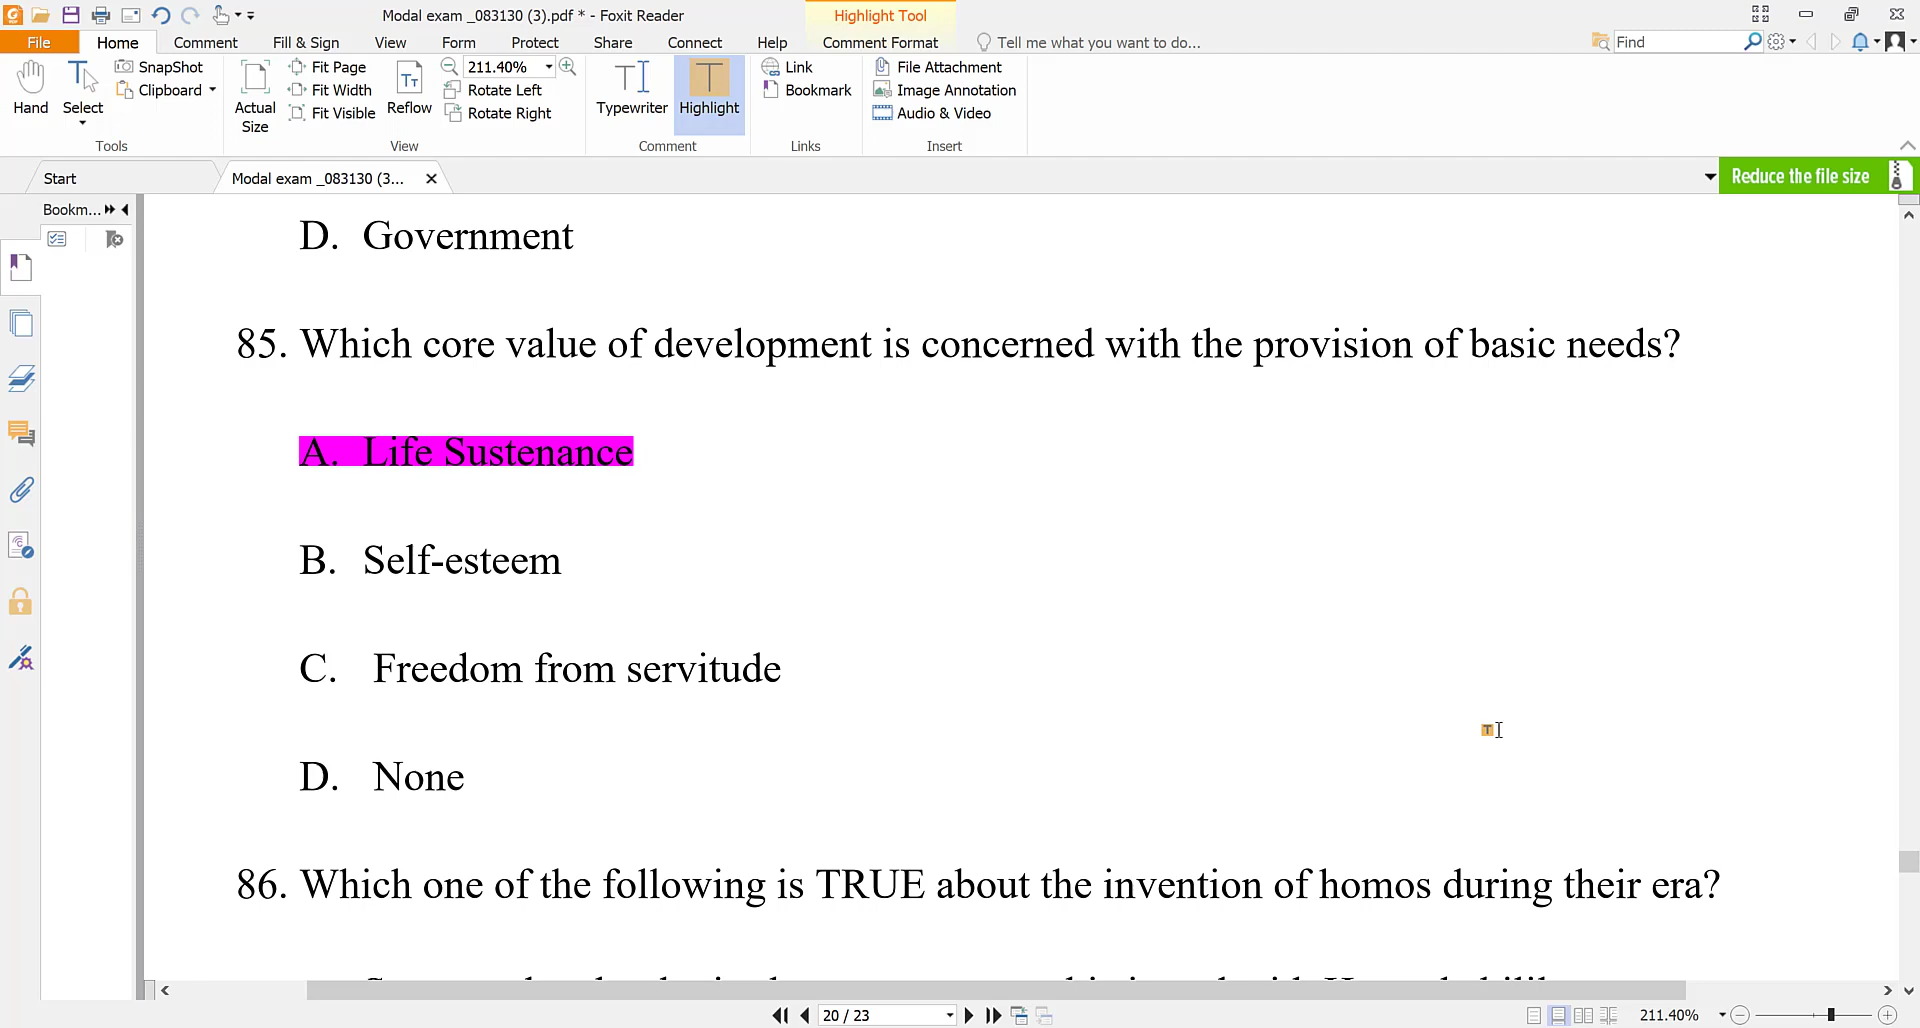 Modal exam _083130 (3).pdf * - Foxit Reader
Highlight Tool
File Home Comment Fill & Sign View Form Protect Share Connect Help Comment Format Tell me what you want to do... Find
Hand
Select
SnapShot
Clipboard
Tools
Actual
Size
Fit Page
Fit Width
Fit Visible
Reflow
211.40%
Rotate Left
Rotate Right
View
Typewriter
Highlight
Comment
Link
Bookmark
Links
File Attachment
Image Annotation
Audio & Video
Insert
Start
Modal exam _083130 (3...
Reduce the file size
Bookm...
D. Government
85. Which core value of development is concerned with the provision of basic needs?
A. Life Sustenance
B. Self-esteem
C. Freedom from servitude
D. None
86. Which one of the following is TRUE about the invention of homos during their era?
20 / 23
211.40%